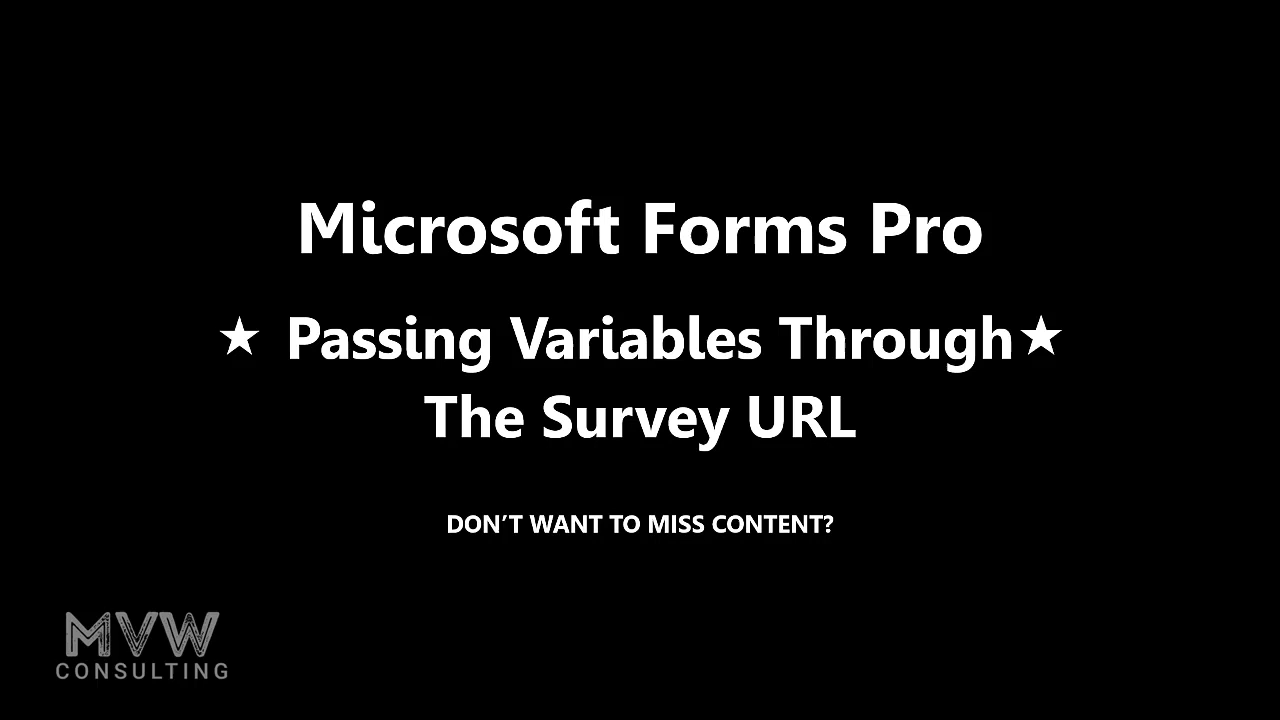 Microsoft Forms Pro
★ Passing Variables Through★
The Survey URL
DON’T WANT TO MISS CONTENT?
MVW
CONSULTING